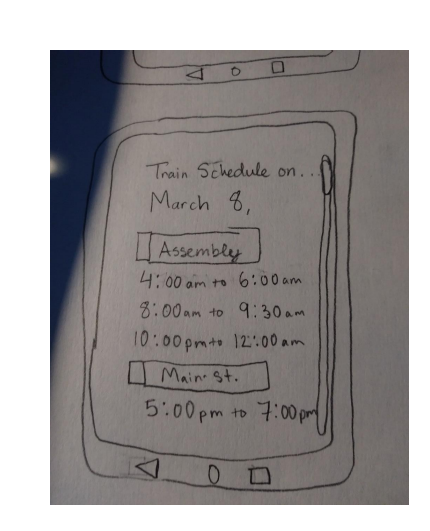 Train Schedule on...
March 8,
Assembly
4:00 am to 6:00 am
8:00 am to 9:30 am
10:00 pm to 12:00 am
Main St.
5:00 pm to 7:00 pm